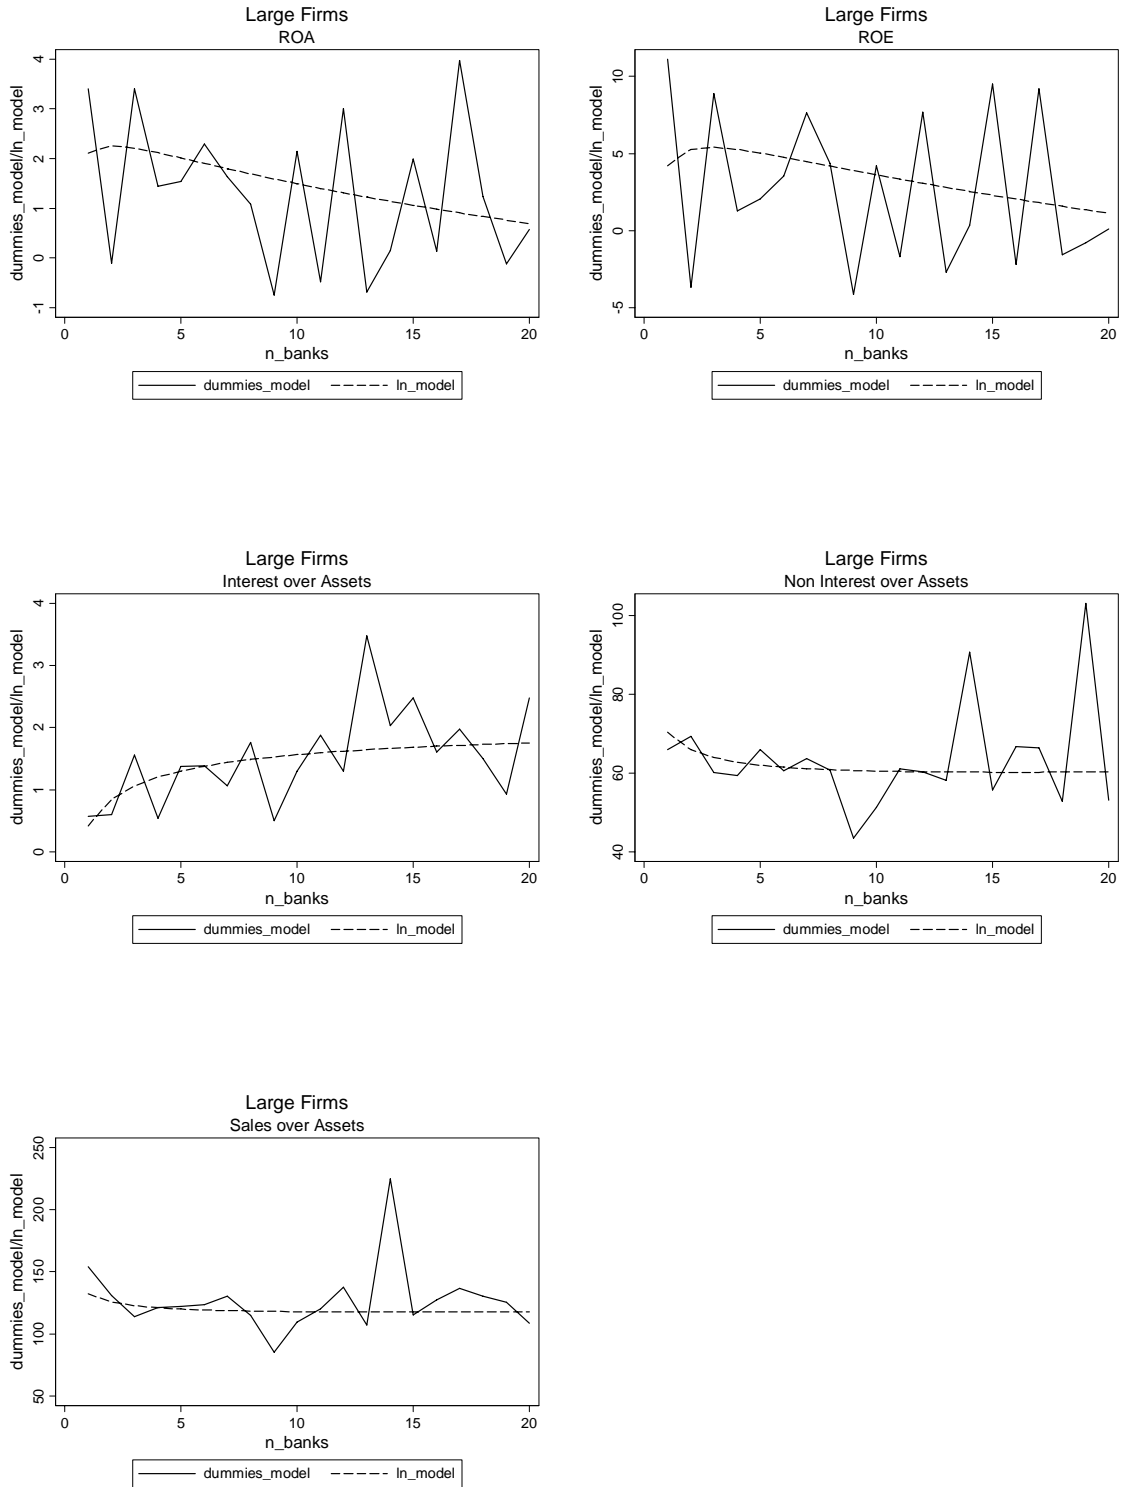 Large Firms
ROA
dummies_model/ln_model
4
3
2
1
0
-1
0 5 10 15 20
n_banks
dummies_model ln_model
Large Firms
ROE
dummies_model/ln_model
10
5
0
-5
0 5 10 15 20
n_banks
dummies_model ln_model
Large Firms
Interest over Assets
dummies_model/ln_model
4
3
2
1
0
0 5 10 15 20
n_banks
dummies_model ln_model
Large Firms
Non Interest over Assets
dummies_model/ln_model
100
80
60
40
0 5 10 15 20
n_banks
dummies_model ln_model
Large Firms
Sales over Assets
dummies_model/ln_model
250
200
150
100
50
0 5 10 15 20
n_banks
dummies_model ln_model